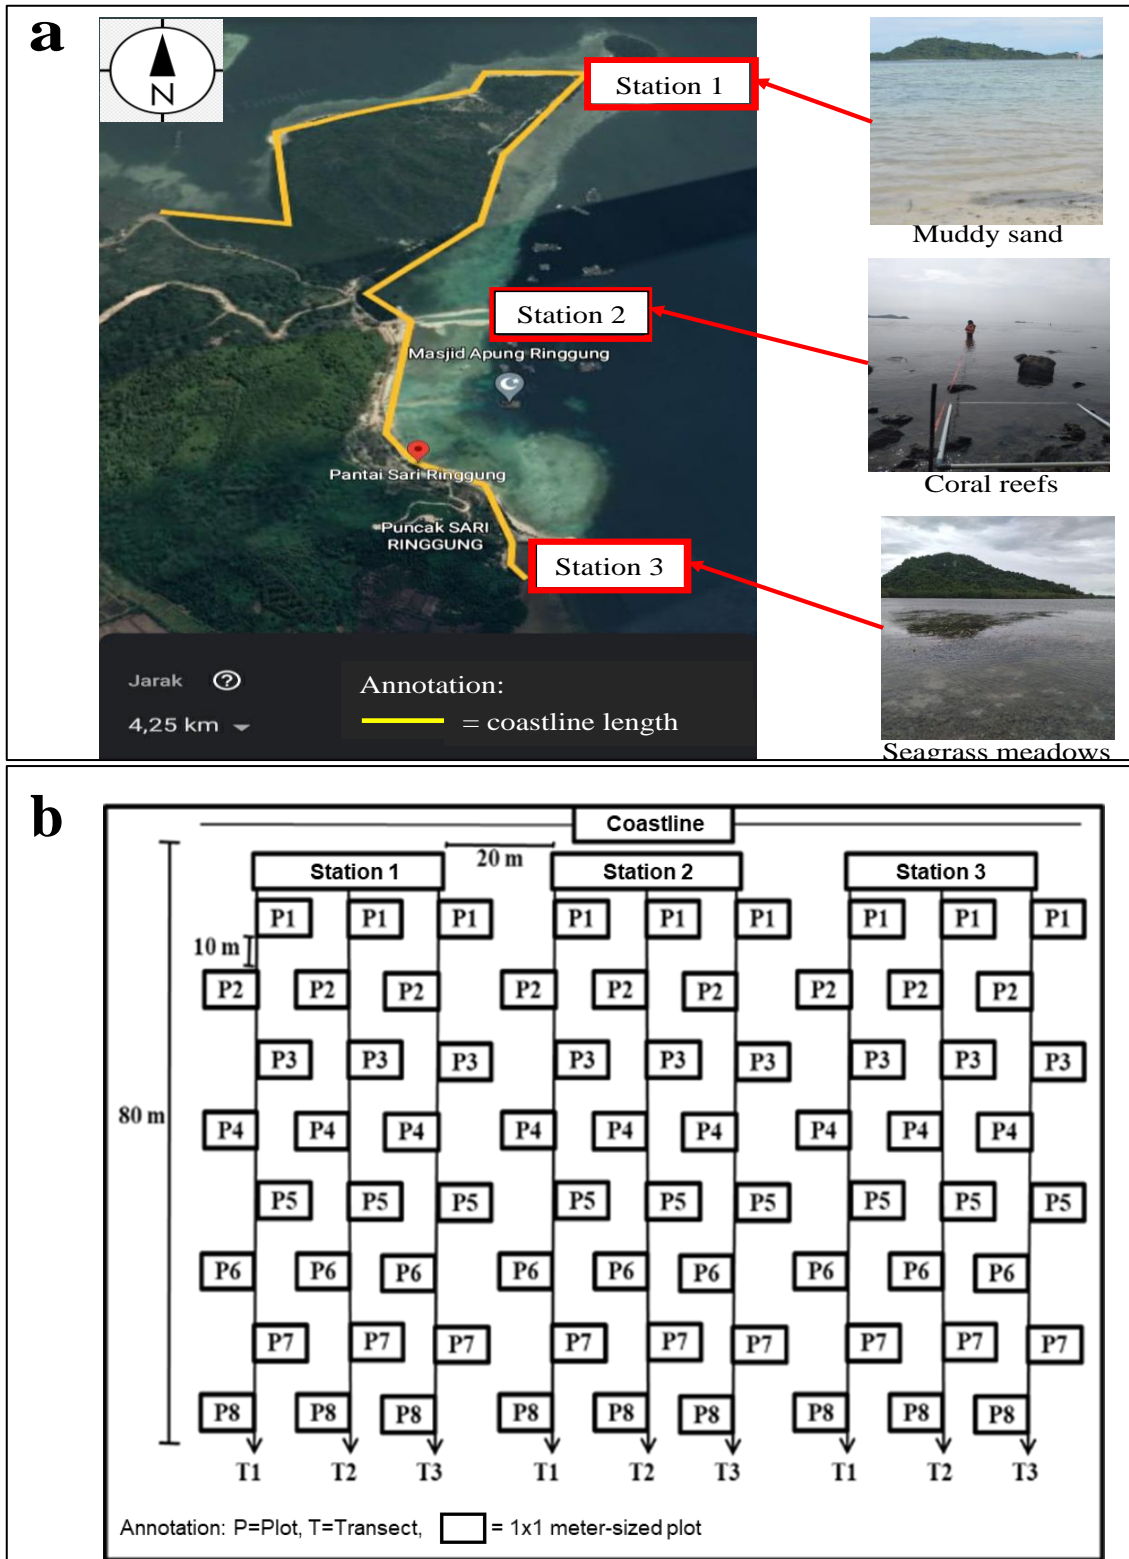 a
N
Station 1
Muddy sand
Station 2
Masjid Apung Ringgung
Coral reefs
Pantai Sari Ringgung
Puncak SARI
RINGGUNG
Station 3
Jarak ?
4,25 km
Annotation:
= coastline length
Seagrass meadows
b
Coastline
20 m
Station 1 Station 2 Station 3
P1 P1 P1 P1 P1 P1 P1 P1 P1
10 m
P2 P2 P2 P2 P2 P2 P2 P2 P2
P3 P3 P3 P3 P3 P3 P3 P3 P3
80 m
P4 P4 P4 P4 P4 P4 P4 P4 P4
P5 P5 P5 P5 P5 P5 P5 P5 P5
P6 P6 P6 P6 P6 P6 P6 P6 P6
P7 P7 P7 P7 P7 P7 P7 P7 P7
P8 P8 P8 P8 P8 P8 P8 P8 P8
T1 T2 T3 T1 T2 T3 T1 T2 T3
Annotation: P=Plot, T=Transect, = 1x1 meter-sized plot